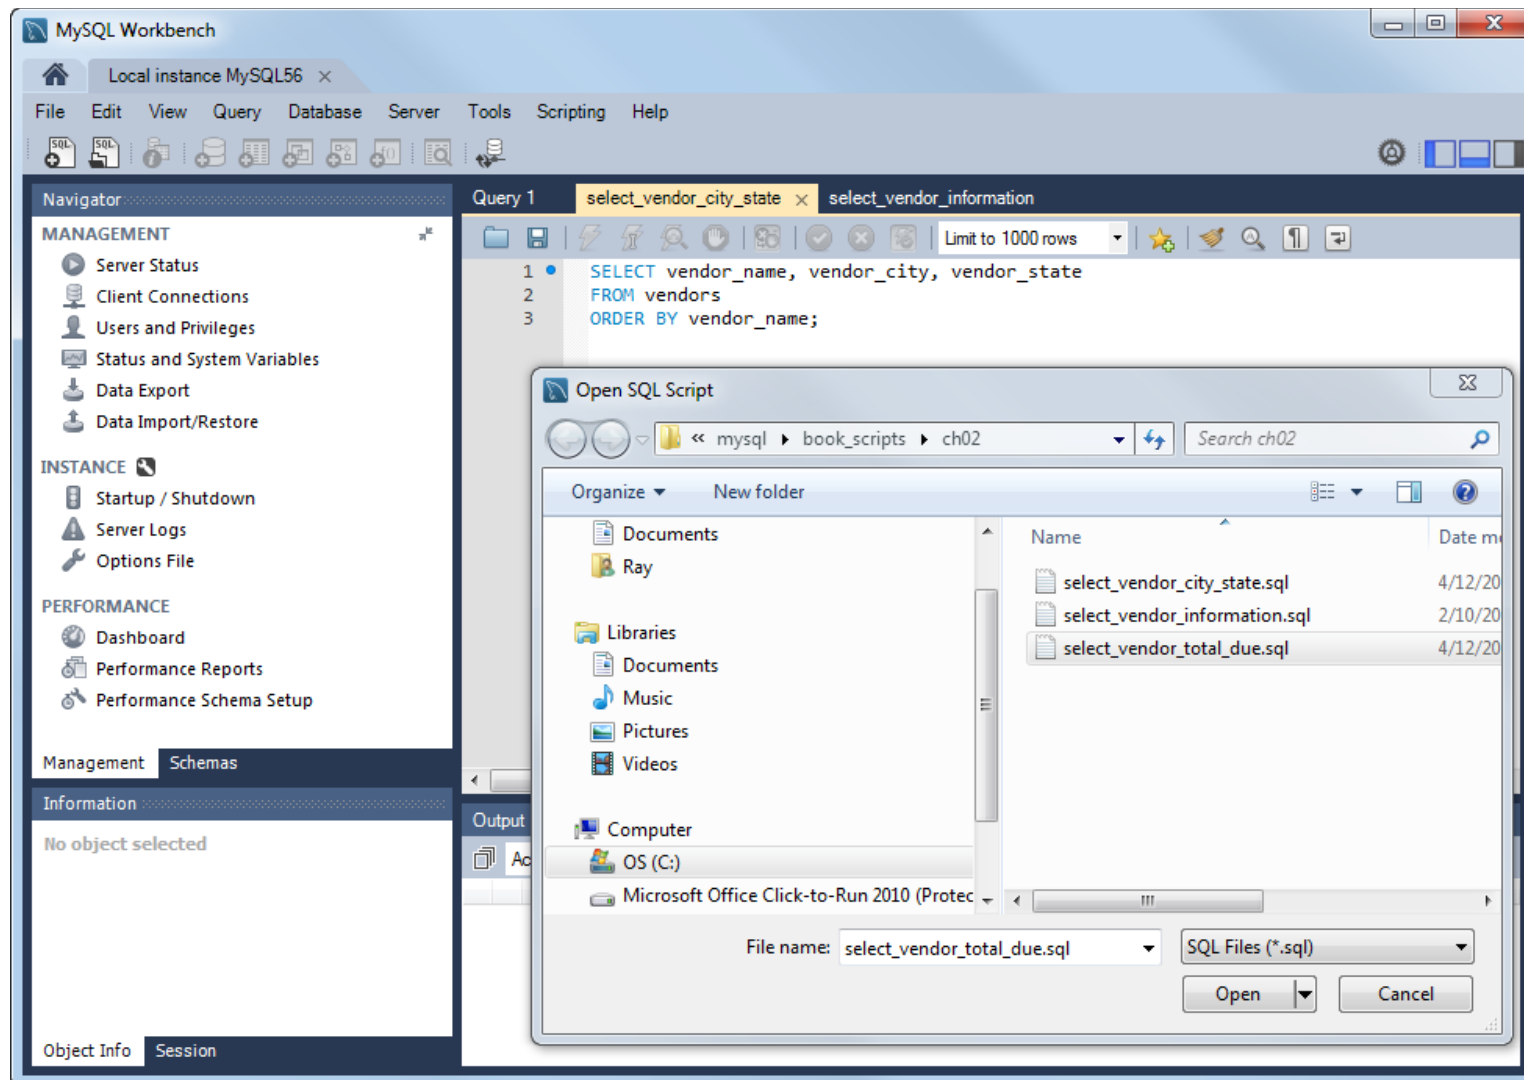 MySQL Workbench
Local instance MySQL56
File Edit View Query Database Server Tools Scripting Help
SQL SQL
Navigator
MANAGEMENT
Server Status
Client Connections
Users and Privileges
Status and System Variables
Data Export
Data Import/Restore
INSTANCE
Startup / Shutdown
Server Logs
Options File
PERFORMANCE
Dashboard
Performance Reports
Performance Schema Setup
Management Schemas
Information
No object selected
Object Info Session
Query 1 select_vendor_city_state select_vendor_information
Limit to 1000 rows
1 SELECT vendor_name, vendor_city, vendor_state
2 FROM vendors
3 ORDER BY vendor_name;
Output
Ac
Open SQL Script
« mysql book_scripts ch02
Search ch02
Organize New folder
Documents
Ray
Libraries
Documents
Music
Pictures
Videos
Computer
OS (C:)
Microsoft Office Click-to-Run 2010 (Protec
Name Date m
select_vendor_city_state.sql 4/12/20
select_vendor_information.sql 2/10/20
select_vendor_total_due.sql 4/12/20
File name: select_vendor_total_due.sql SQL Files (*.sql)
Open Cancel